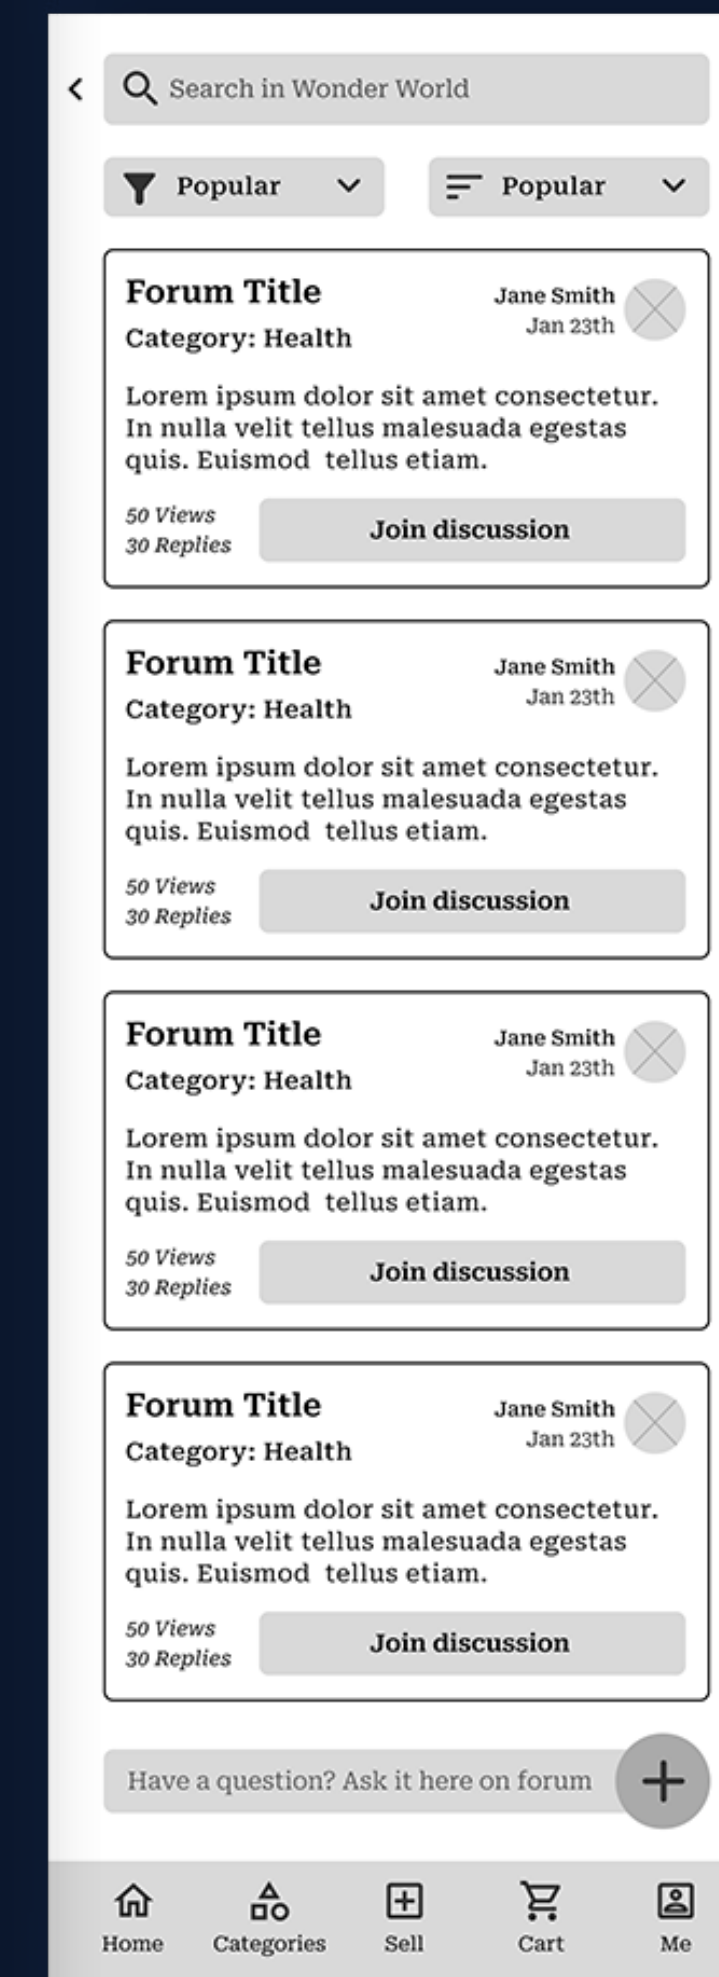 Search in Wonder World
Popular
Popular
Forum Title
Jane Smith
Jan 23th
Category: Health
Lorem ipsum dolor sit amet consectetur.
In nulla velit tellus malesuada egestas
quis. Euismod tellus etiam.
50 Views
30 Replies
Join discussion
Forum Title
Jane Smith
Jan 23th
Category: Health
Lorem ipsum dolor sit amet consectetur.
In nulla velit tellus malesuada egestas
quis. Euismod tellus etiam.
50 Views
30 Replies
Join discussion
Forum Title
Jane Smith
Jan 23th
Category: Health
Lorem ipsum dolor sit amet consectetur.
In nulla velit tellus malesuada egestas
quis. Euismod tellus etiam.
50 Views
30 Replies
Join discussion
Forum Title
Jane Smith
Jan 23th
Category: Health
Lorem ipsum dolor sit amet consectetur.
In nulla velit tellus malesuada egestas
quis. Euismod tellus etiam.
50 Views
30 Replies
Join discussion
Have a question? Ask it here on forum
Home
Categories
Sell
Cart
Me